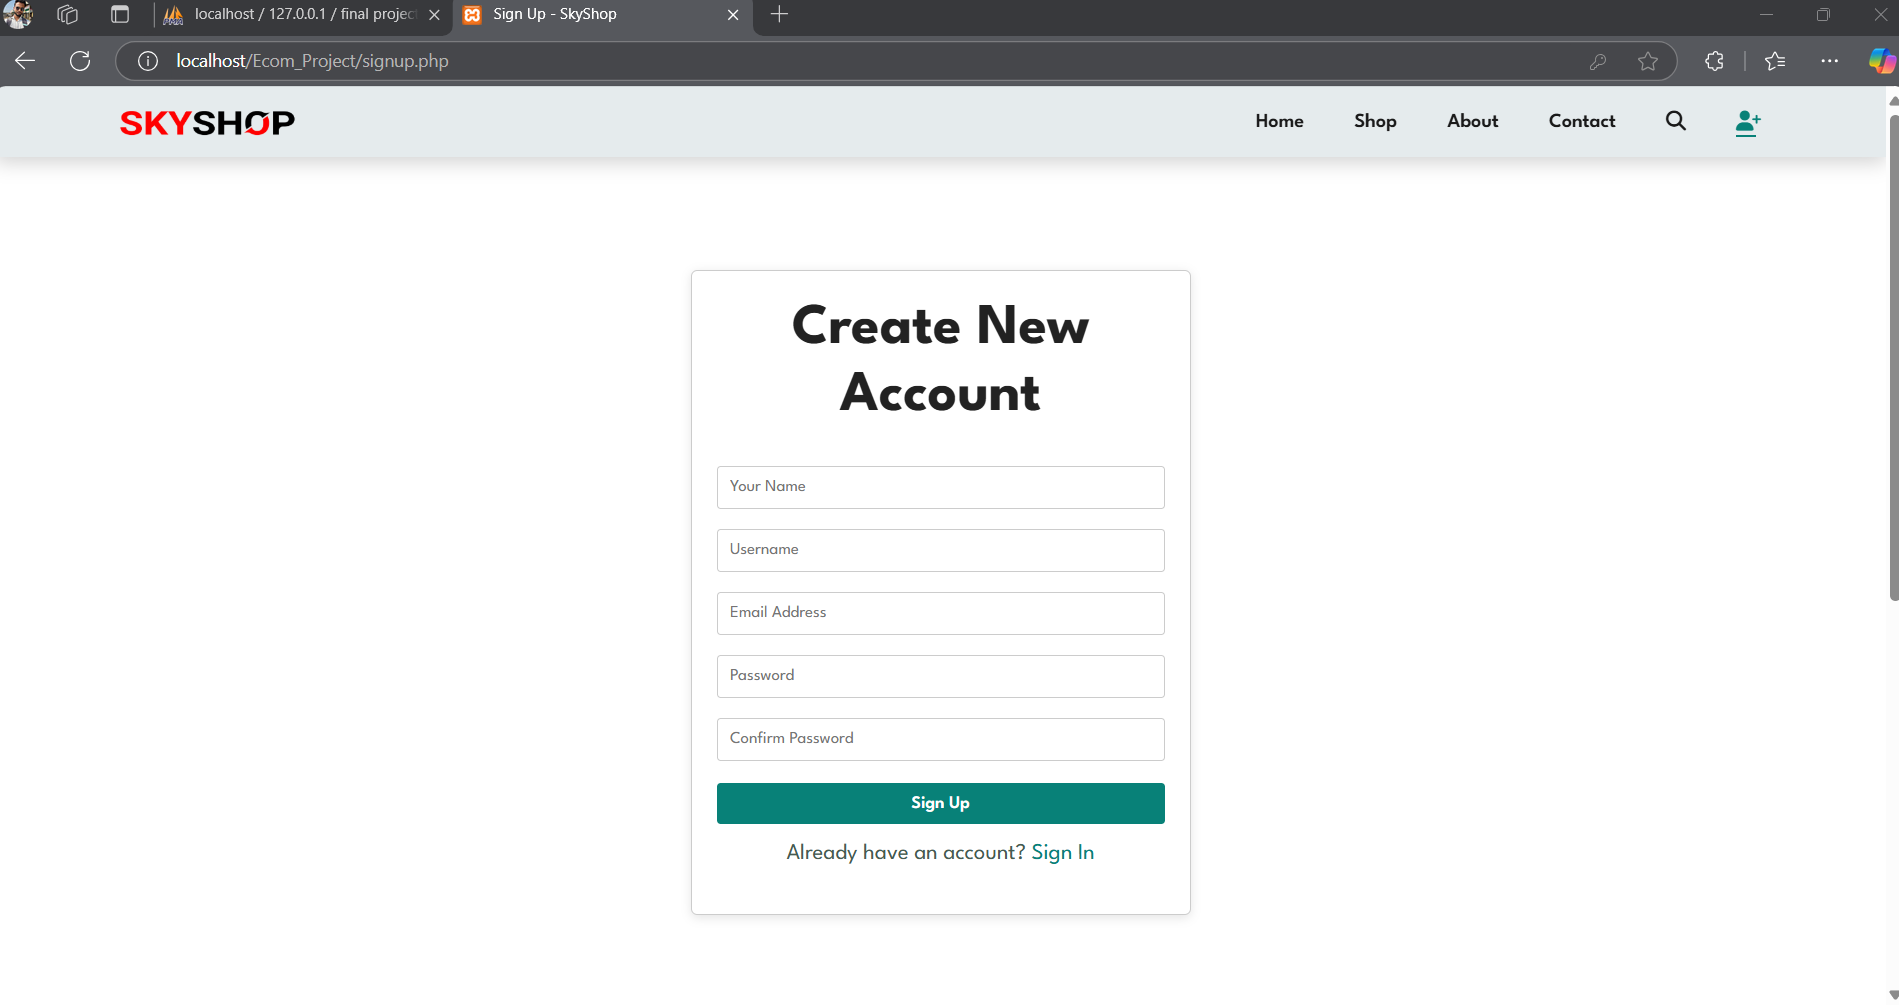 localhost / 127.0.0.1 / final project
Sign Up - SkyShop
localhost/Ecom_Project/signup.php
SKYSHOP
Home
Shop
About
Contact
Create New
Account
Your Name
Username
Email Address
Password
Confirm Password
Sign Up
Already have an account? Sign In